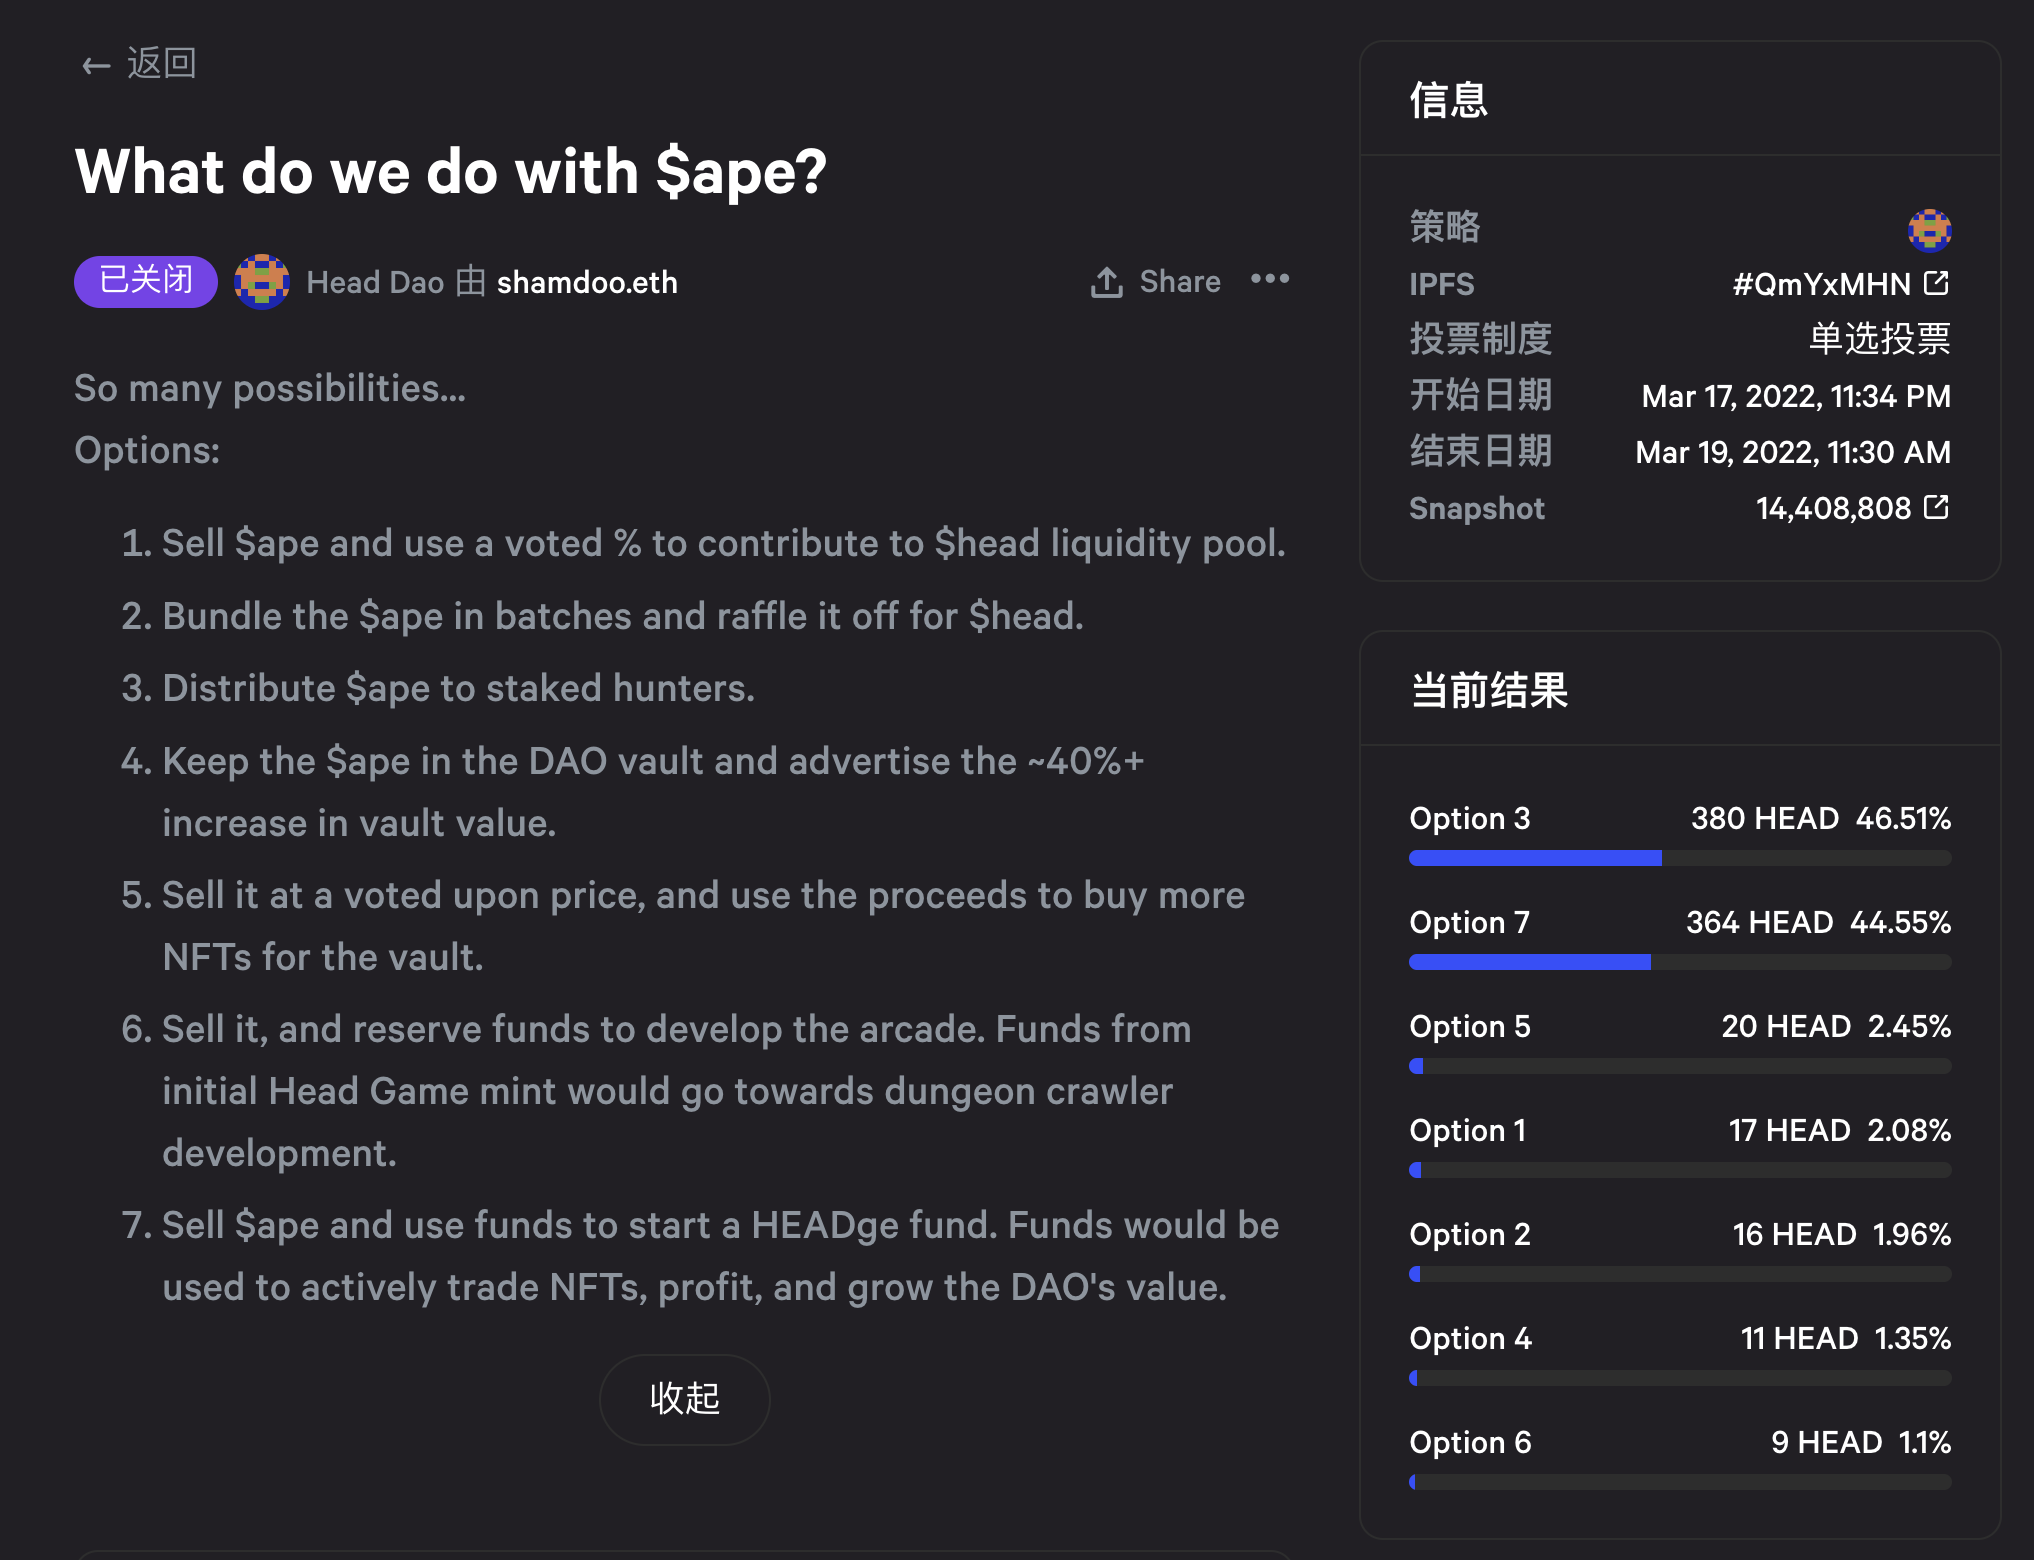 ← 返回
What do we do with $ape?
已关闭 Head Dao 由 shamdoo.eth Share •••
So many possibilities...
Options:
1. Sell $ape and use a voted % to contribute to $head liquidity pool.
2. Bundle the $ape in batches and raffle it off for $head.
3. Distribute $ape to staked hunters.
4. Keep the $ape in the DAO vault and advertise the ~40%+
increase in vault value.
5. Sell it at a voted upon price, and use the proceeds to buy more
NFTs for the vault.
6. Sell it, and reserve funds to develop the arcade. Funds from
initial Head Game mint would go towards dungeon crawler
development.
7. Sell $ape and use funds to start a HEADge fund. Funds would be
used to actively trade NFTs, profit, and grow the DAO's value.
收起
信息
策略
IPFS #QmYxMHN
投票制度 单选投票
开始日期 Mar 17, 2022, 11:34 PM
结束日期 Mar 19, 2022, 11:30 AM
Snapshot 14,408,808
当前结果
Option 3 380 HEAD 46.51%
Option 7 364 HEAD 44.55%
Option 5 20 HEAD 2.45%
Option 1 17 HEAD 2.08%
Option 2 16 HEAD 1.96%
Option 4 11 HEAD 1.35%
Option 6 9 HEAD 1.1%